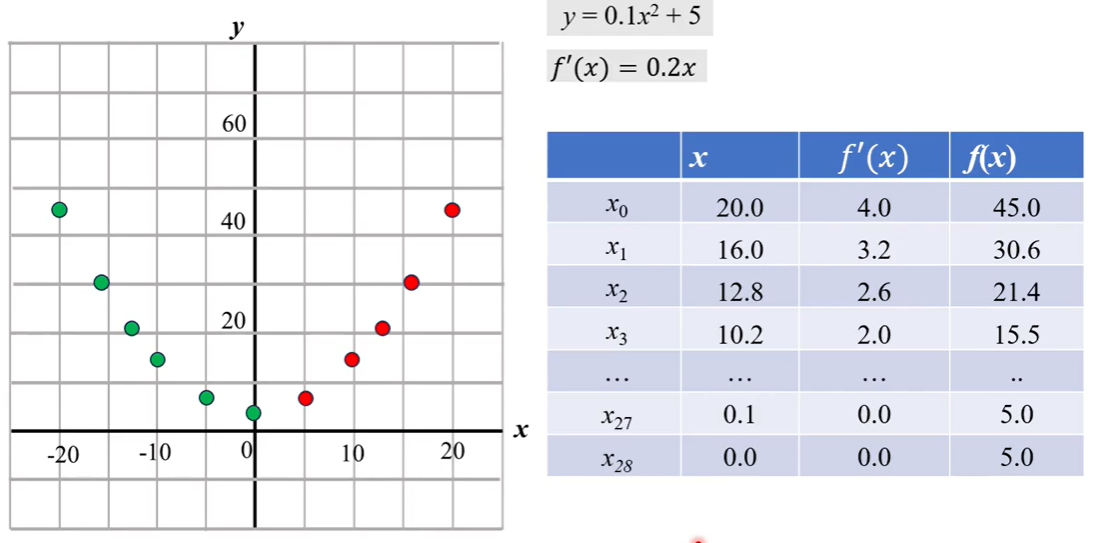 y
60
40
20
x
-20 -10 0 10 20
y = 0.1x² + 5
f′(x) = 0.2x
x f′(x) f(x)
x₀ 20.0 4.0 45.0
x₁ 16.0 3.2 30.6
x₂ 12.8 2.6 21.4
x₃ 10.2 2.0 15.5
… … … ..
x₂₇ 0.1 0.0 5.0
x₂₈ 0.0 0.0 5.0